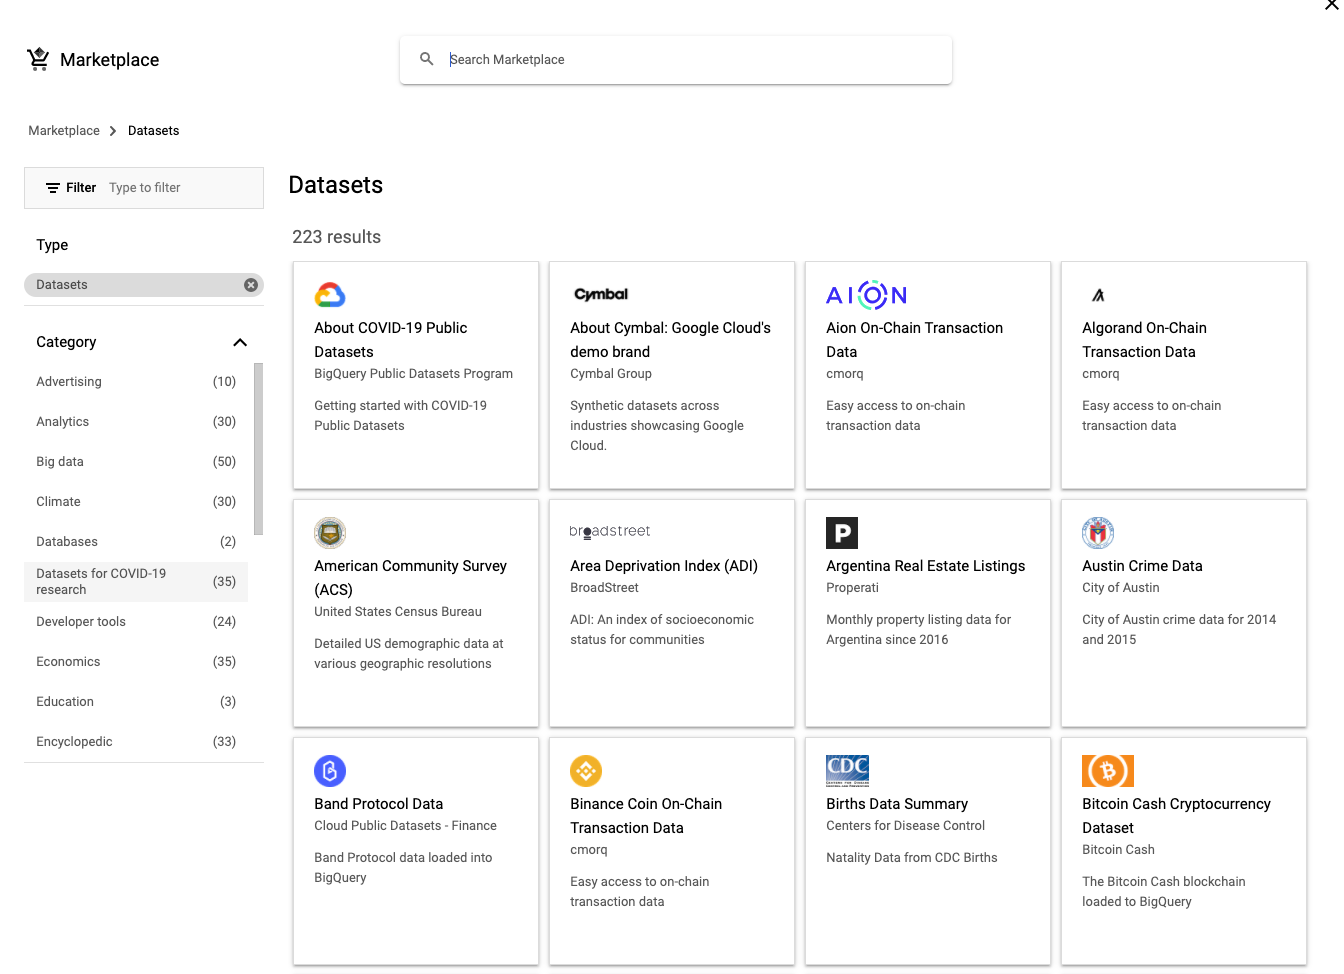 Marketplace
Search Marketplace
Marketplace
Datasets
Filter Type to filter
Type
Datasets
Category
Advertising (10)
Analytics (30)
Big data (50)
Climate (30)
Databases (2)
Datasets for COVID-19
research
(35)
Developer tools (24)
Economics (35)
Education (3)
Encyclopedic (33)
Datasets
223 results
About COVID-19 Public
Datasets
BigQuery Public Datasets Program
Getting started with COVID-19
Public Datasets
Cymbal
About Cymbal: Google Cloud's
demo brand
Cymbal Group
Synthetic datasets across
industries showcasing Google
Cloud.
AION
Aion On-Chain Transaction
Data
cmorq
Easy access to on-chain
transaction data
Algorand On-Chain
Transaction Data
cmorq
Easy access to on-chain
transaction data
American Community Survey
(ACS)
United States Census Bureau
Detailed US demographic data at
various geographic resolutions
broadstreet
Area Deprivation Index (ADI)
BroadStreet
ADI: An index of socioeconomic
status for communities
P
Argentina Real Estate Listings
Properati
Monthly property listing data for
Argentina since 2016
Austin Crime Data
City of Austin
City of Austin crime data for 2014
and 2015
Band Protocol Data
Cloud Public Datasets - Finance
Band Protocol data loaded into
BigQuery
Binance Coin On-Chain
Transaction Data
cmorq
Easy access to on-chain
transaction data
CDC
Births Data Summary
Centers for Disease Control
Natality Data from CDC Births
Bitcoin Cash Cryptocurrency
Dataset
Bitcoin Cash
The Bitcoin Cash blockchain
loaded to BigQuery